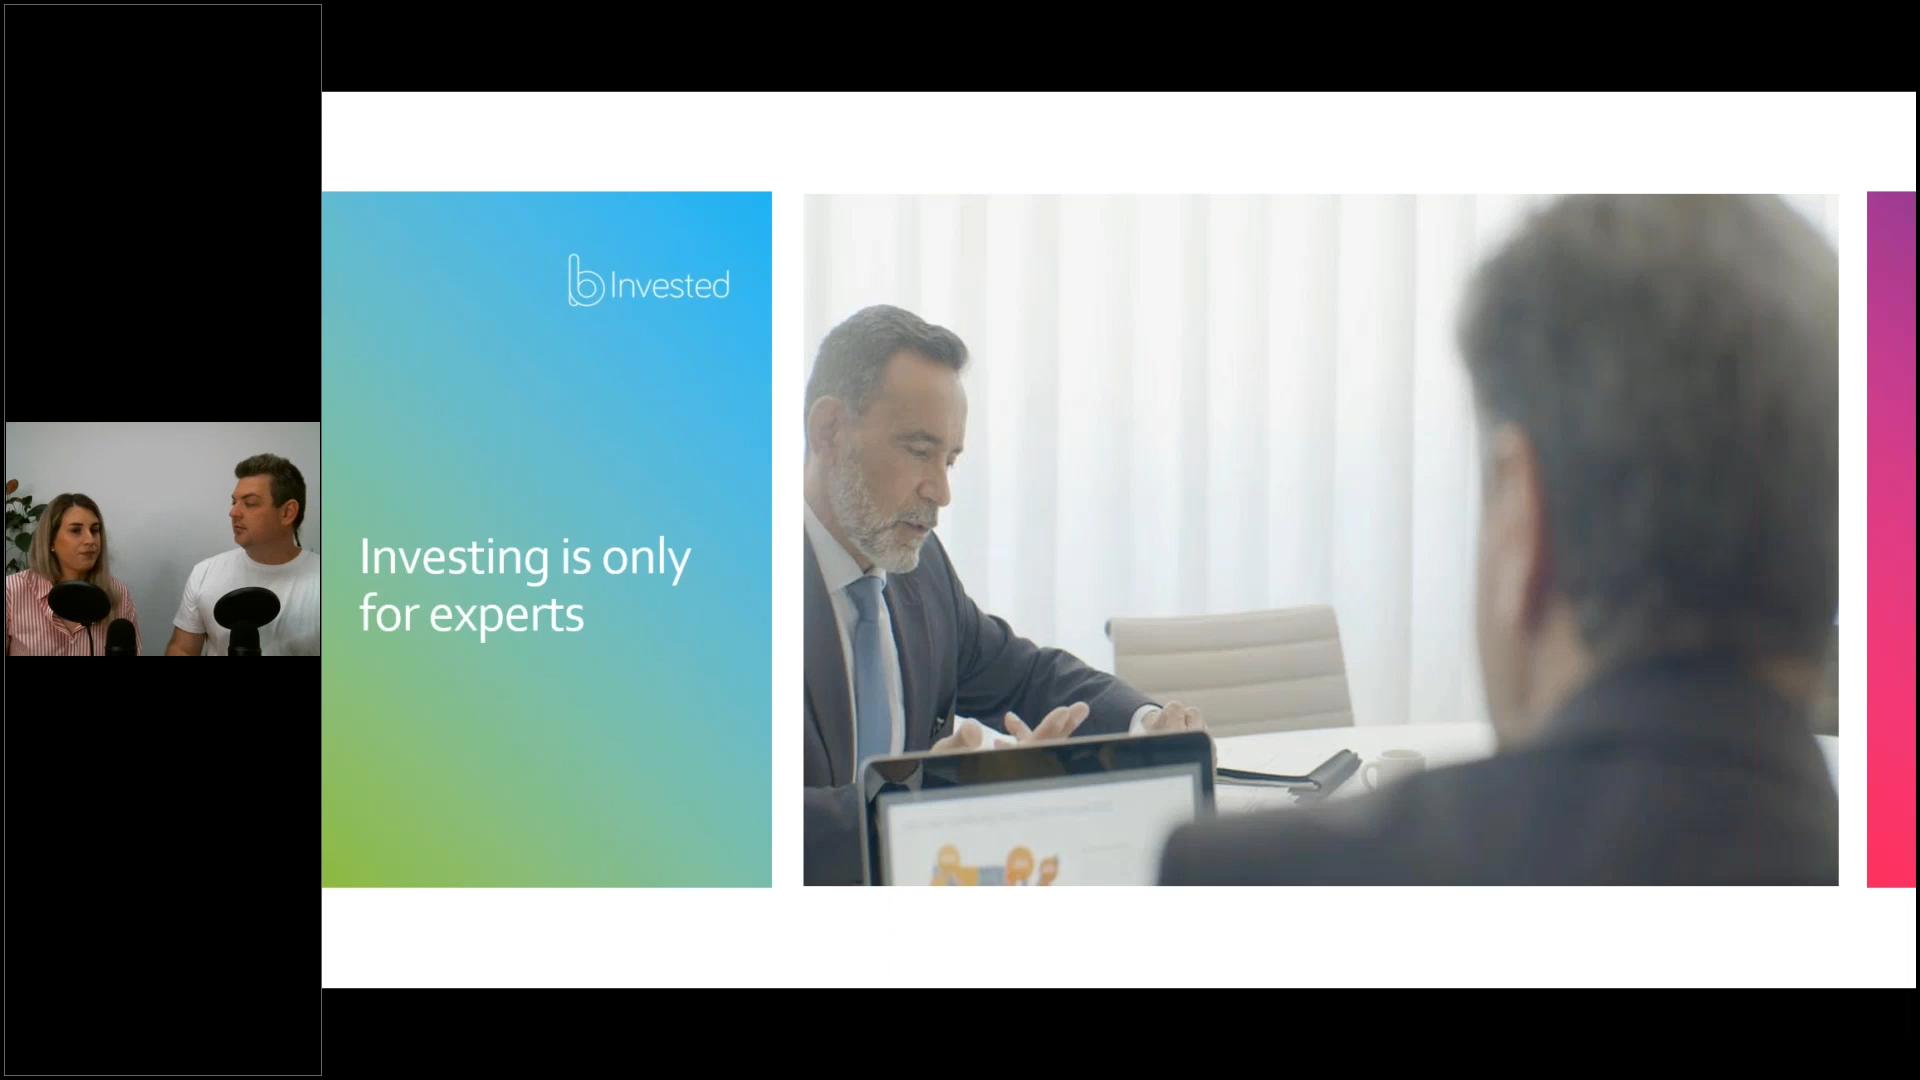 b Invested
Investing is only
for experts